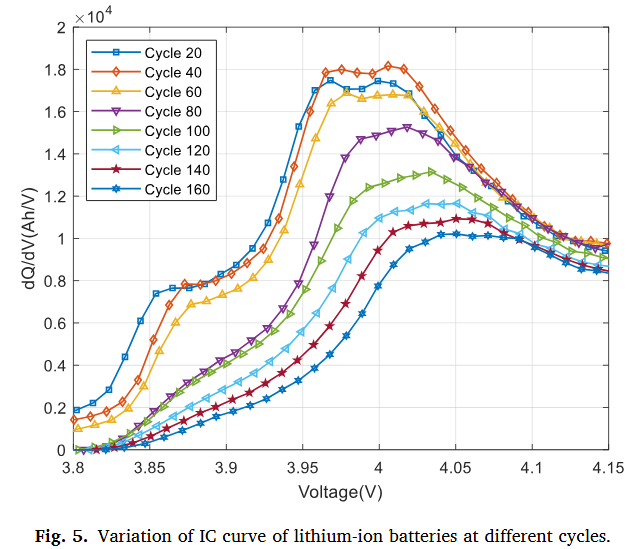 ×10⁴
2
1.8
1.6
1.4
1.2
1
0.8
0.6
0.4
0.2
0
dQ/dV(Ah/V)
Cycle 20
Cycle 40
Cycle 60
Cycle 80
Cycle 100
Cycle 120
Cycle 140
Cycle 160
3.8 3.85 3.9 3.95 4 4.05 4.1 4.15
Voltage(V)
Fig. 5. Variation of IC curve of lithium-ion batteries at different cycles.